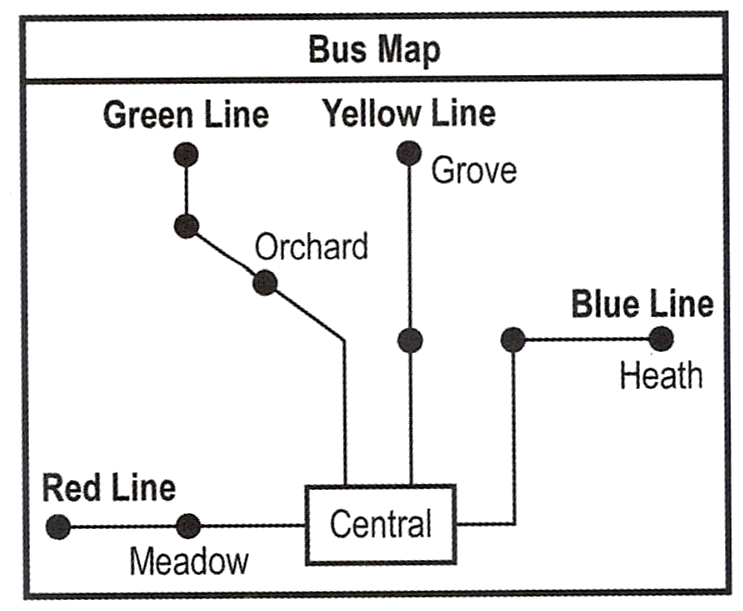 Bus Map
Green Line
Yellow Line
Grove
Orchard
Blue Line
Heath
Red Line
Central
Meadow